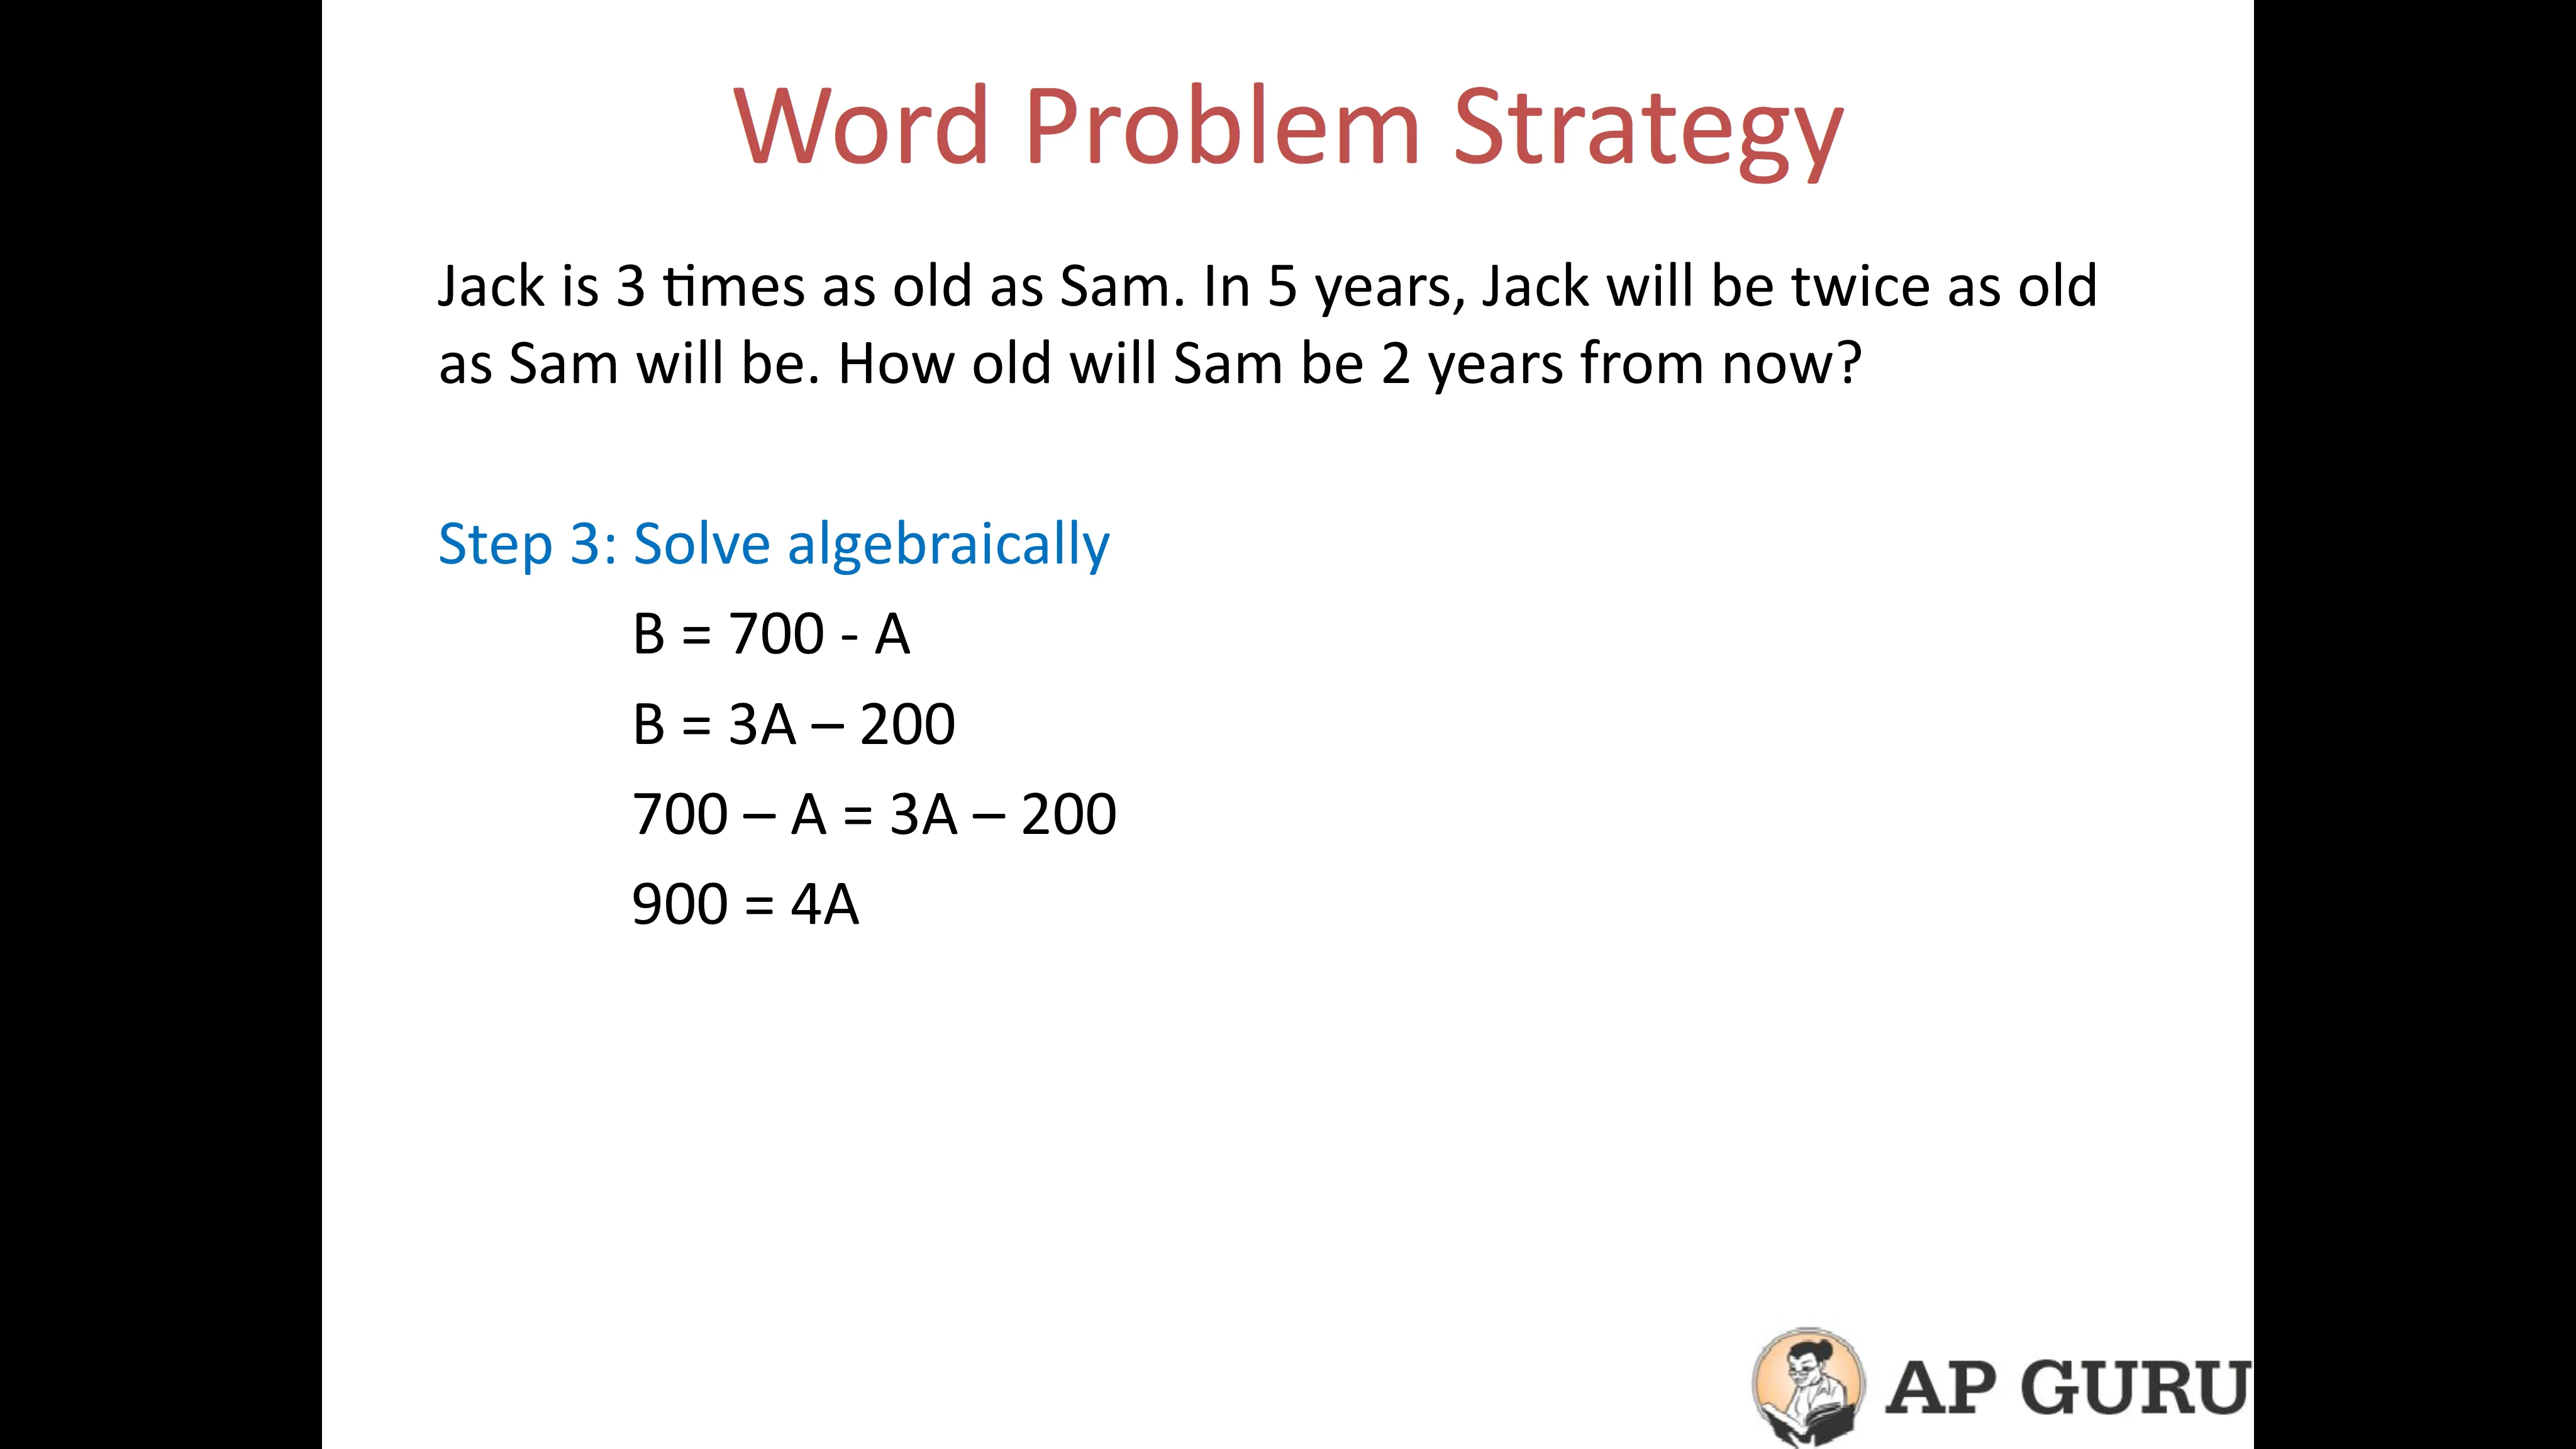 Word Problem Strategy
Jack is 3 times as old as Sam. In 5 years, Jack will be twice as old
as Sam will be. How old will Sam be 2 years from now?
Step 3: Solve algebraically
B = 700 - A
B = 3A – 200
700 – A = 3A – 200
900 = 4A
AP GURU